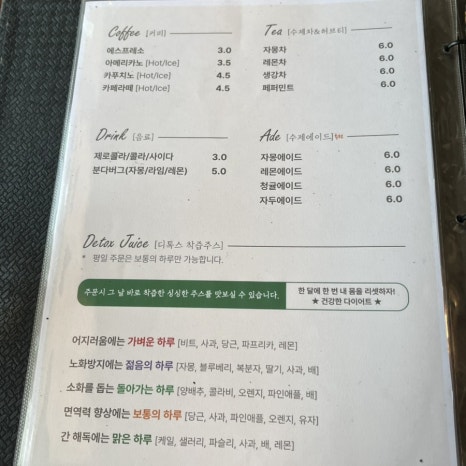 Coffee [커피]
에스프레소 3.0
아메리카노 [Hot/Ice] 3.5
카푸치노 [Hot/Ice] 4.5
카페라떼 [Hot/Ice] 4.5
Tea [수제차&허브티]
자몽차 6.0
레몬차 6.0
생강차 6.0
페퍼민트 6.0
Drink [음료]
제로콜라/콜라/사이다 3.0
분다버그(자몽/라임/레몬) 5.0
Ade [수제에이드]
자몽에이드 6.0
레몬에이드 6.0
청귤에이드 6.0
자두에이드 6.0
Detox Juice [디톡스 착즙주스]
* 평일 주문은 보통의 하루만 가능합니다.
주문시 그 날 바로 착즙한 싱싱한 주스를 맛보실 수 있습니다.
한 달에 한 번 내 몸을 리셋하자!
★ 건강한 다이어트 ★
어지러움에는 가벼운 하루 [비트, 사과, 당근, 파프리카, 레몬]
노화방지에는 젊음의 하루 [자몽, 블루베리, 복분자, 딸기, 사과, 배]
소화를 돕는 돌아가는 하루 [양배추, 콜라비, 오렌지, 파인애플, 배]
면역력 향상에는 보통의 하루 [당근, 사과, 파인애플, 오렌지, 유자]
간 해독에는 맑은 하루 [케일, 샐러리, 파슬리, 사과, 배, 레몬]